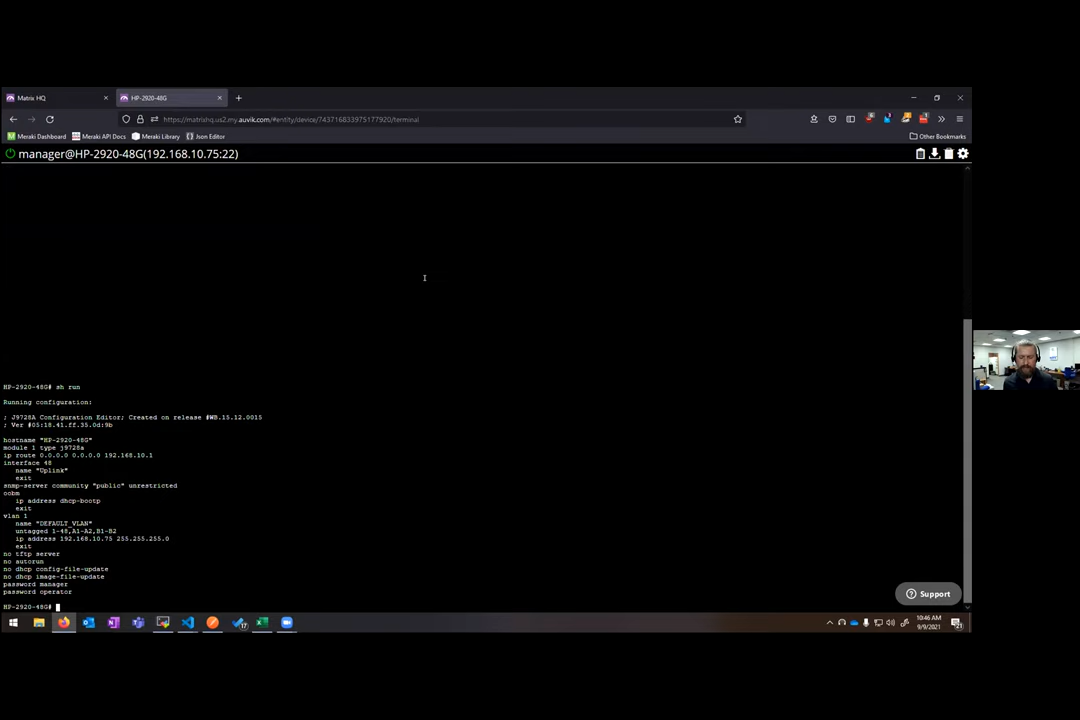 Matrix HQ
HP-2920-48G
https://matrixhq.us2.my.auvik.com/#entity/device/743716833975177920/terminal
Meraki Dashboard
Meraki API Docs
Meraki Library
Json Editor
Other Bookmarks
manager@HP-2920-48G(192.168.10.75:22)
HP-2920-48G# sh run
Running configuration:
; J9728A Configuration Editor; Created on release #WB.15.12.0015
; Ver #05:18.41.ff.35.0d:9b
hostname "HP-2920-48G"
module 1 type j9728a
ip route 0.0.0.0 0.0.0.0 192.168.10.1
interface 48
name "Uplink"
exit
snmp-server community "public" unrestricted
oobm
ip address dhcp-bootp
exit
vlan 1
name "DEFAULT_VLAN"
untagged 1-48,A1-A2,B1-B2
ip address 192.168.10.75 255.255.255.0
exit
no tftp server
no autorun
no dhcp config-file-update
no dhcp image-file-update
password manager
password operator
HP-2920-48G#
Support
10:46 AM
9/9/2021